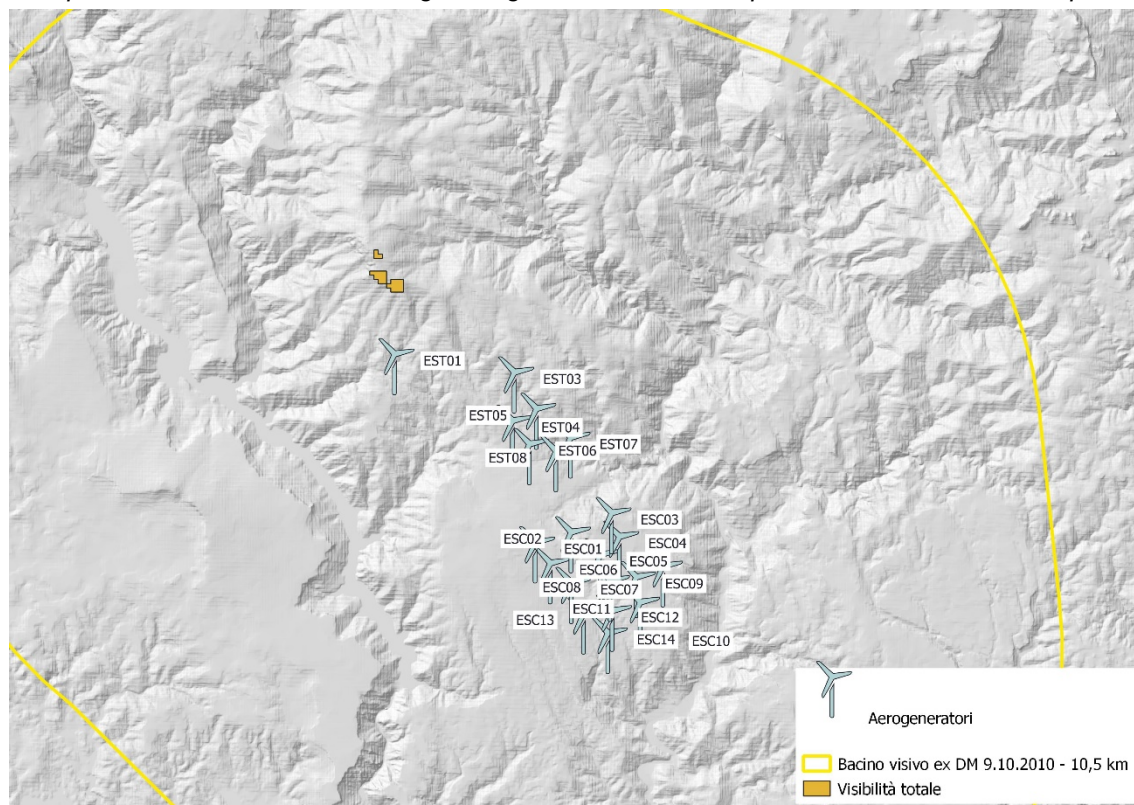 EST01
EST03
EST05
EST04
EST07
EST08
EST06
ESC03
ESC02
ESC01
ESC04
ESC06
ESC05
ESC08
ESC07
ESC09
ESC11
ESC13
ESC12
ESC14
ESC10
Aerogeneratori
Bacino visivo ex DM 9.10.2010 - 10,5 km
Visibilità totale